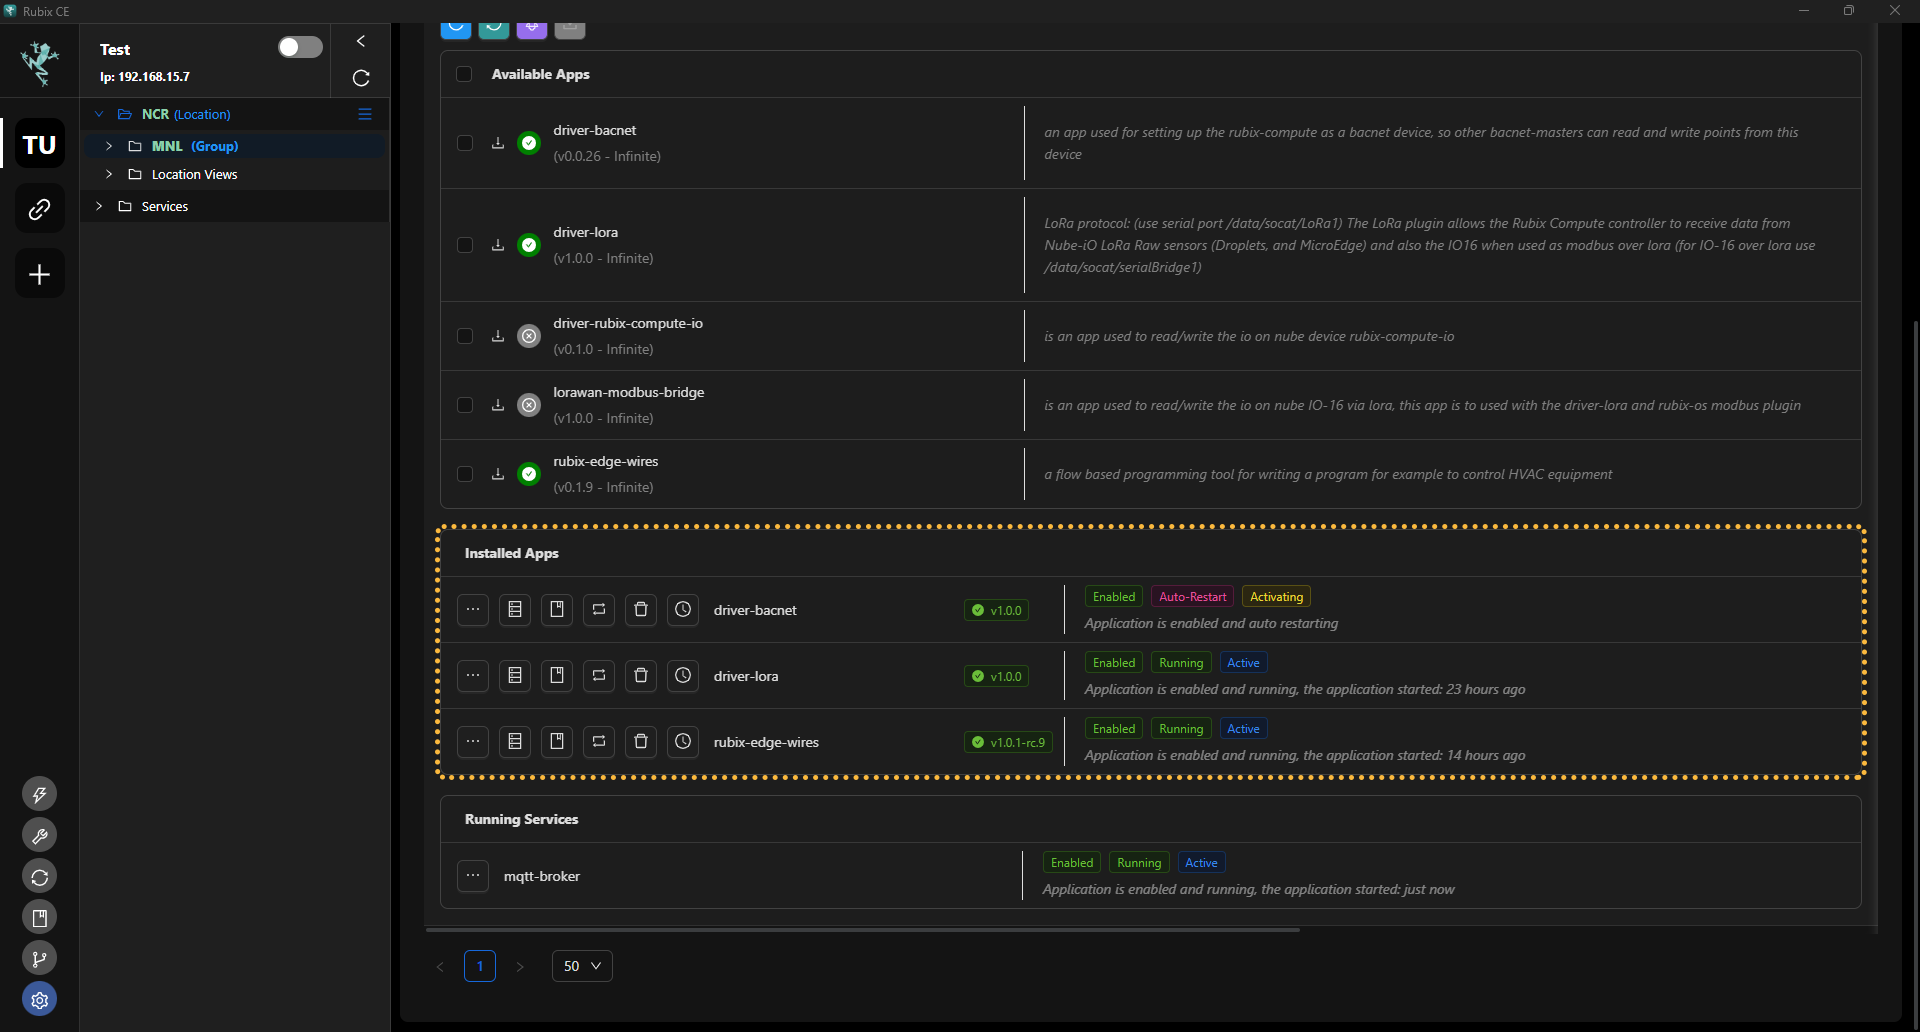 Rubix CE
Test
Ip: 192.168.15.7
NCR (Location)
TU
MNL (Group)
Location Views
Services
Available Apps
driver-bacnet
(v0.0.26 - Infinite)
an app used for setting up the rubix-compute as a bacnet device, so other bacnet-masters can read and write points from this
device
driver-lora
(v1.0.0 - Infinite)
LoRa protocol: (use serial port /data/socat/LoRa1) The LoRa plugin allows the Rubix Compute controller to receive data from
Nube-iO LoRa Raw sensors (Droplets, and MicroEdge) and also the IO16 when used as modbus over lora (for IO-16 over lora use
/data/socat/serialBridge1)
driver-rubix-compute-io
(v0.1.0 - Infinite)
is an app used to read/write the io on nube device rubix-compute-io
lorawan-modbus-bridge
(v1.0.0 - Infinite)
is an app used to read/write the io on nube IO-16 via lora, this app is to used with the driver-lora and rubix-os modbus plugin
rubix-edge-wires
(v0.1.9 - Infinite)
a flow based programming tool for writing a program for example to control HVAC equipment
Installed Apps
driver-bacnet
v1.0.0
Enabled Auto-Restart Activating
Application is enabled and auto restarting
driver-lora
v1.0.0
Enabled Running Active
Application is enabled and running, the application started: 23 hours ago
rubix-edge-wires
v1.0.1-rc.9
Enabled Running Active
Application is enabled and running, the application started: 14 hours ago
Running Services
mqtt-broker
Enabled Running Active
Application is enabled and running, the application started: just now
1
50